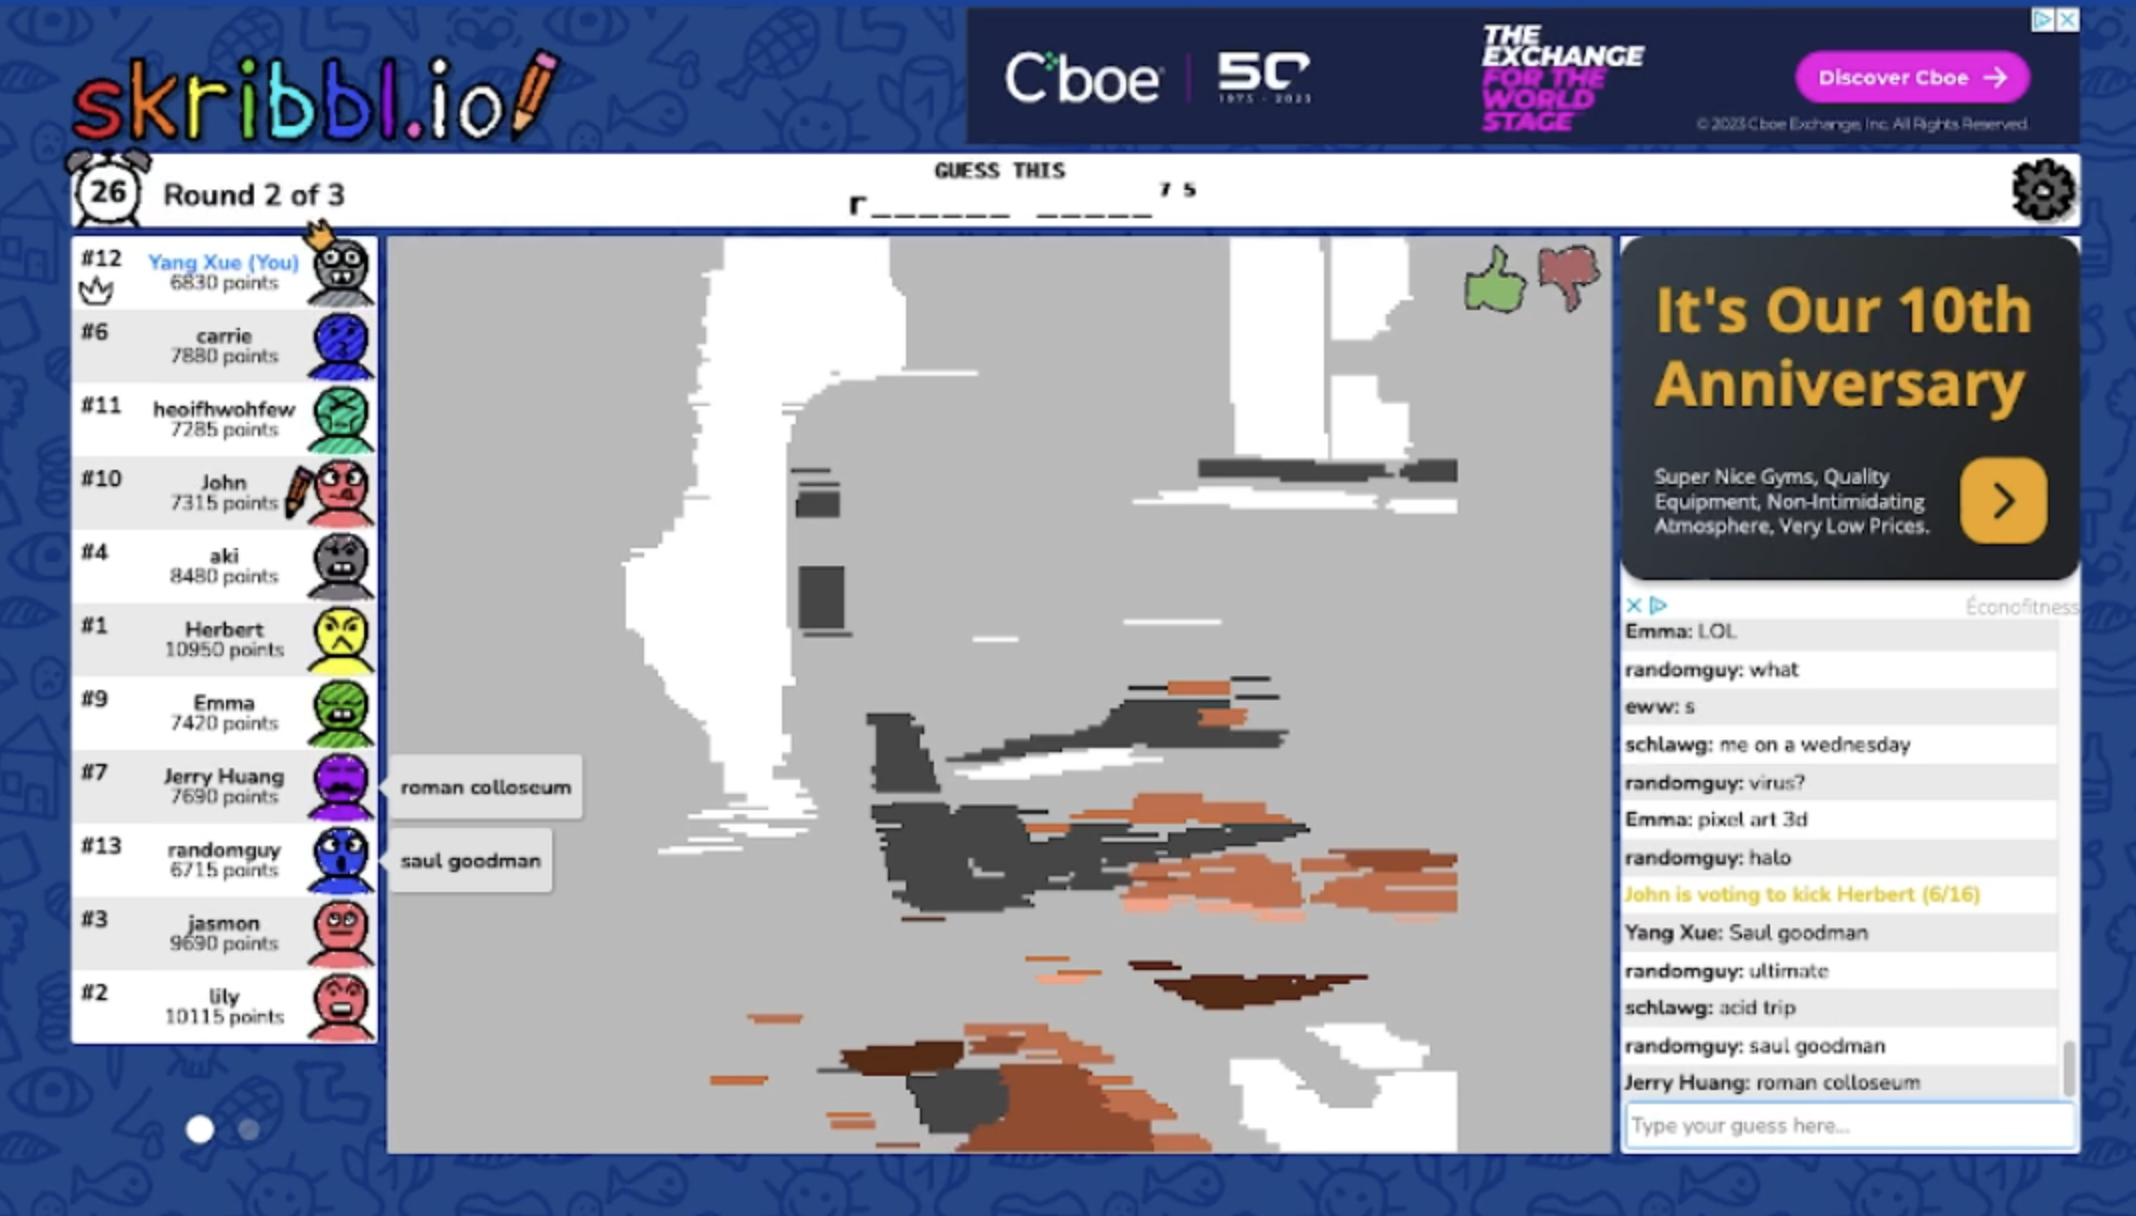 skribbl.io
Cboe
50
1973 - 2023
THE
EXCHANGE
FOR THE
WORLD
STAGE
Discover Cboe →
© 2023 Cboe Exchange, Inc. All Rights Reserved.
26
Round 2 of 3
GUESS THIS
r______ _____ 7 5
#12
Yang Xue (You)
6830 points
#6
carrie
7880 points
#11
heoifhwohfew
7285 points
#10
John
7315 points
#4
aki
8480 points
#1
Herbert
10950 points
#9
Emma
7420 points
#7
Jerry Huang
7690 points
roman colloseum
#13
randomguy
6715 points
saul goodman
#3
jasmon
9690 points
#2
lily
10115 points
It's Our 10th
Anniversary
Super Nice Gyms, Quality
Equipment, Non-Intimidating
Atmosphere, Very Low Prices.
Éconofitness
Emma: LOL
randomguy: what
eww: s
schlawg: me on a wednesday
randomguy: virus?
Emma: pixel art 3d
randomguy: halo
John is voting to kick Herbert (6/16)
Yang Xue: Saul goodman
randomguy: ultimate
schlawg: acid trip
randomguy: saul goodman
Jerry Huang: roman colloseum
Type your guess here...